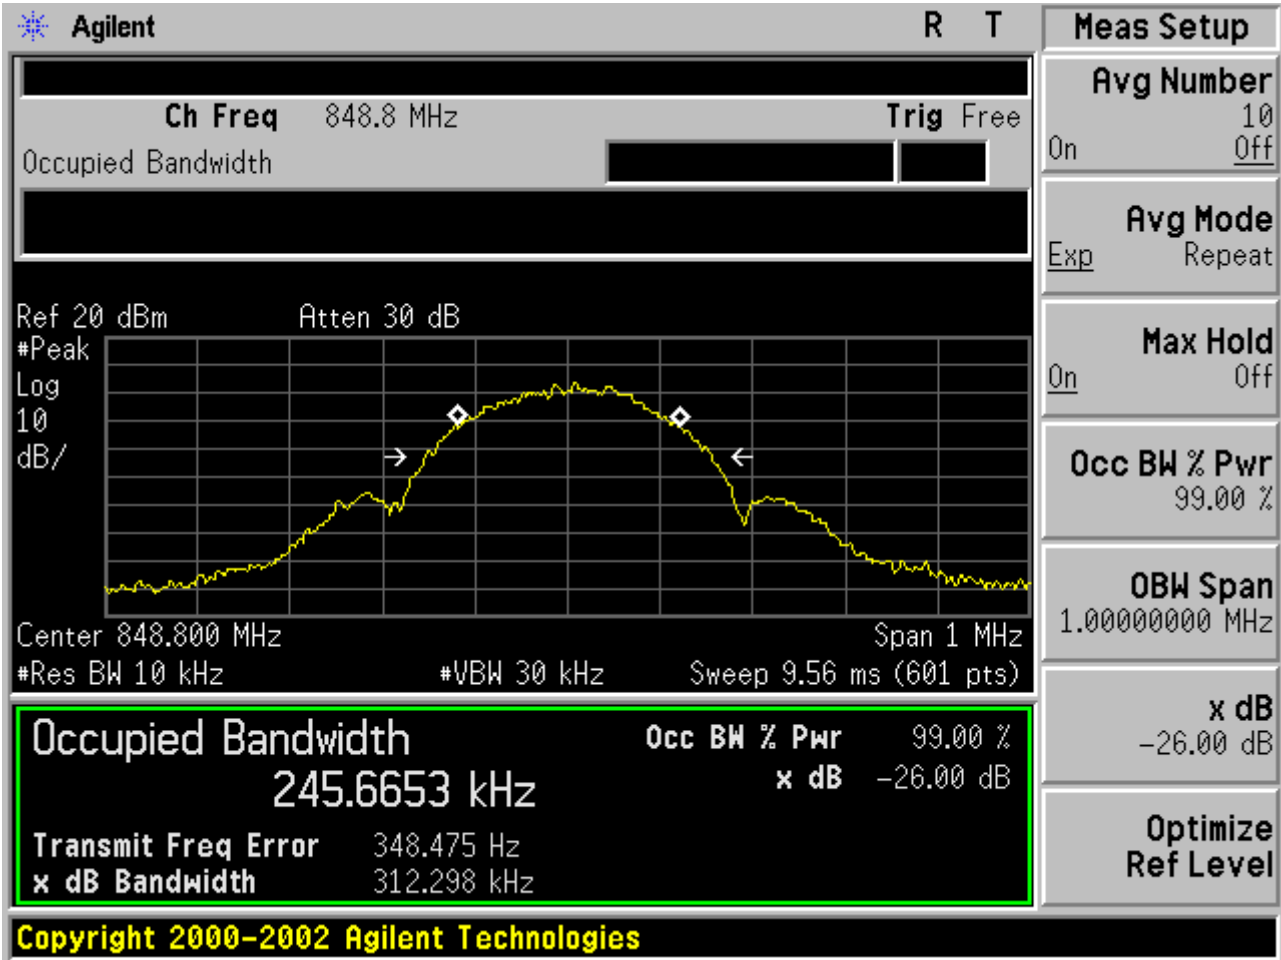 Agilent R T
Meas Setup
Ch Freq 848.8 MHz Trig Free
Occupied Bandwidth
Ref 20 dBm Atten 30 dB
#Peak
Log
10
dB/
Center 848.800 MHz Span 1 MHz
#Res BW 10 kHz #VBW 30 kHz Sweep 9.56 ms (601 pts)
Occupied Bandwidth
245.6653 kHz
Occ BW % Pwr 99.00 %
x dB -26.00 dB
Transmit Freq Error 348.475 Hz
x dB Bandwidth 312.298 kHz
Avg Number
10
On Off
Avg Mode
Exp Repeat
Max Hold
On Off
Occ BW % Pwr
99.00 %
OBW Span
1.00000000 MHz
x dB
-26.00 dB
Optimize
Ref Level
Copyright 2000-2002 Agilent Technologies